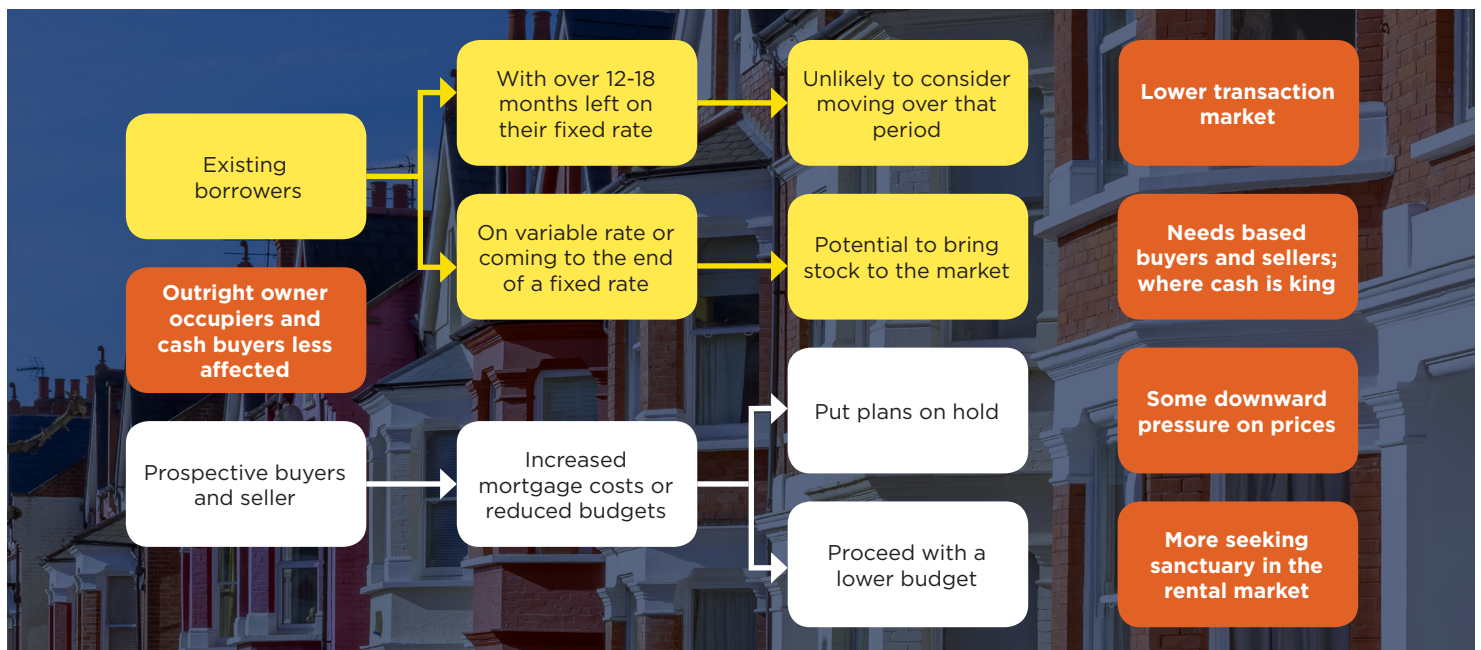 Existing
borrowers
Outright owner
occupiers and
cash buyers less
affected
Prospective buyers
and seller
With over 12-18
months left on
their fixed rate
On variable rate or
coming to the end
of a fixed rate
Increased
mortgage costs or
reduced budgets
Unlikely to consider
moving over that
period
Potential to bring
stock to the market
Put plans on hold
Proceed with a
lower budget
Lower transaction
market
Needs based
buyers and sellers;
where cash is king
Some downward
pressure on prices
More seeking
sanctuary in the
rental market